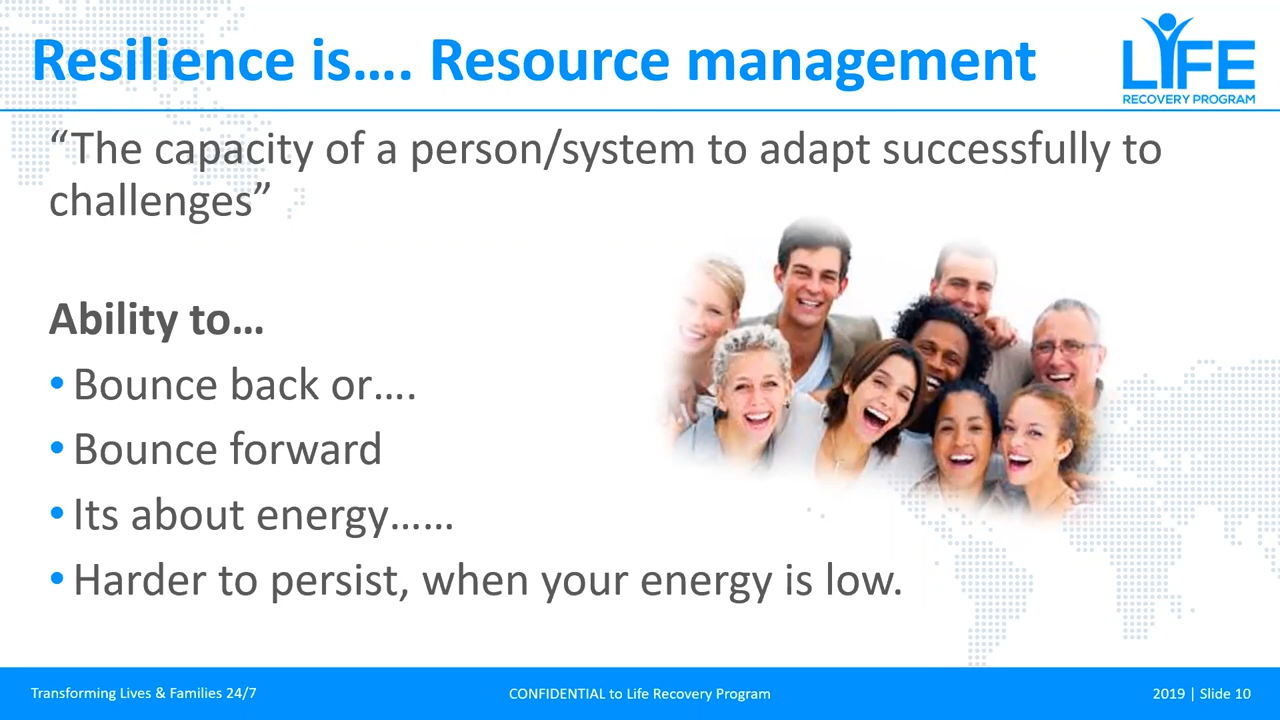 Resilience is…. Resource management
LIFE
RECOVERY PROGRAM
“The capacity of a person/system to adapt successfully to
challenges”
Ability to…
• Bounce back or….
• Bounce forward
• Its about energy……
• Harder to persist, when your energy is low.
Transforming Lives & Families 24/7
CONFIDENTIAL to Life Recovery Program
2019 | Slide 10